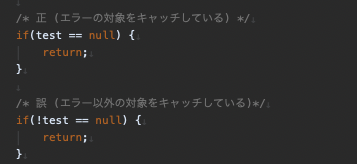 /* 正 (エラーの対象をキャッチしている) */
if(test == null) {
return;
}
/* 誤 (エラー以外の対象をキャッチしている)*/
if(!test == null) {
return;
}